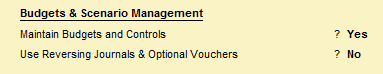 Budgets & Scenario Management
Maintain Budgets and Controls ? Yes
Use Reversing Journals & Optional Vouchers ? No